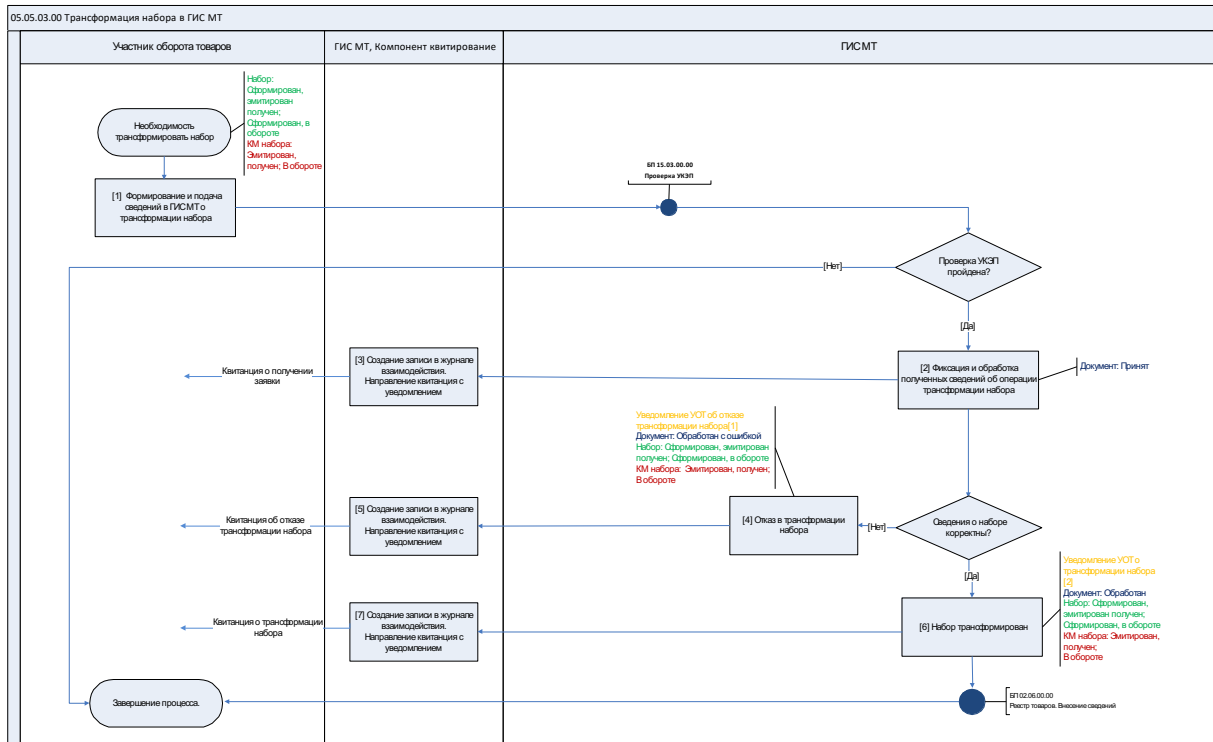 05.05.03.00 Трансформация набора в ГИС МТ
Участник оборота товаров
ГИС МТ, Компонент квитирование
ГИС МТ
Набор:
Сформирован,
эмитирован
получен;
Сформирован, в
обороте
КМ набора:
Эмитирован,
получен; В обороте
Необходимость
трансформировать набор
[1] Формирование и подача
сведений в ГИС МТ о
трансформации набора
БП 15.03.00.00
Проверка УКЭП
Проверка УКЭП
пройдена?
[Нет]
[Да]
[2] Фиксация и обработка
полученных сведений об операции
трансформации набора
Документ: Принят
[3] Создание записи в журнале
взаимодействия.
Направление квитанция с
уведомлением
Квитанция о получении
заявки
Уведомление УОТ об отказе
трансформации набора[1]
Документ: Обработан с ошибкой
Набор: Сформирован, эмитирован
получен; Сформирован, в обороте
КМ набора: Эмитирован, получен;
В обороте
Сведения о наборе
корректны?
[Нет]
[4] Отказ в трансформации
набора
[5] Создание записи в журнале
взаимодействия.
Направление квитанция с
уведомлением
Квитанция об отказе
трансформации набора
[Да]
Уведомление УОТ о
трансформации набора
[2]
Документ: Обработан
Набор: Сформирован,
эмитирован получен;
Сформирован, в обороте
КМ набора: Эмитирован,
получен;
В обороте
[6] Набор трансформирован
[7] Создание записи в журнале
взаимодействия.
Направление квитанция с
уведомлением
Квитанция о трансформации
набора
Завершение процесса.
БП 02.06.00.00
Реестр товаров. Внесение сведений